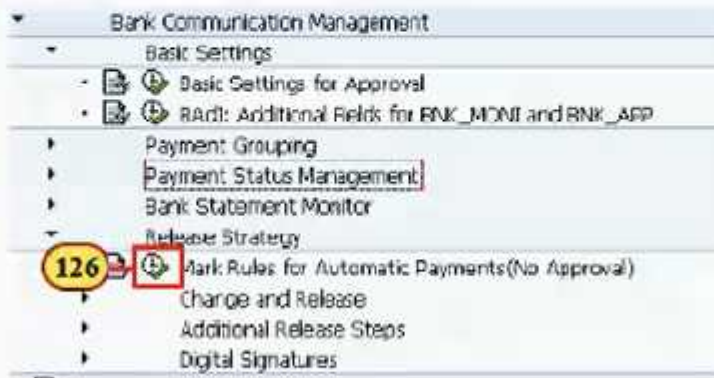 Bank Communication Management
Basic Settings
Basic Settings for Approval
BAdI: Additional Fields for BNK_MONI and BNK_APP
Payment Grouping
Payment Status Management
Bank Statement Monitor
Release Strategy
126 Mark Rules for Automatic Payments(No Approval)
Change and Release
Additional Release Steps
Digital Signatures